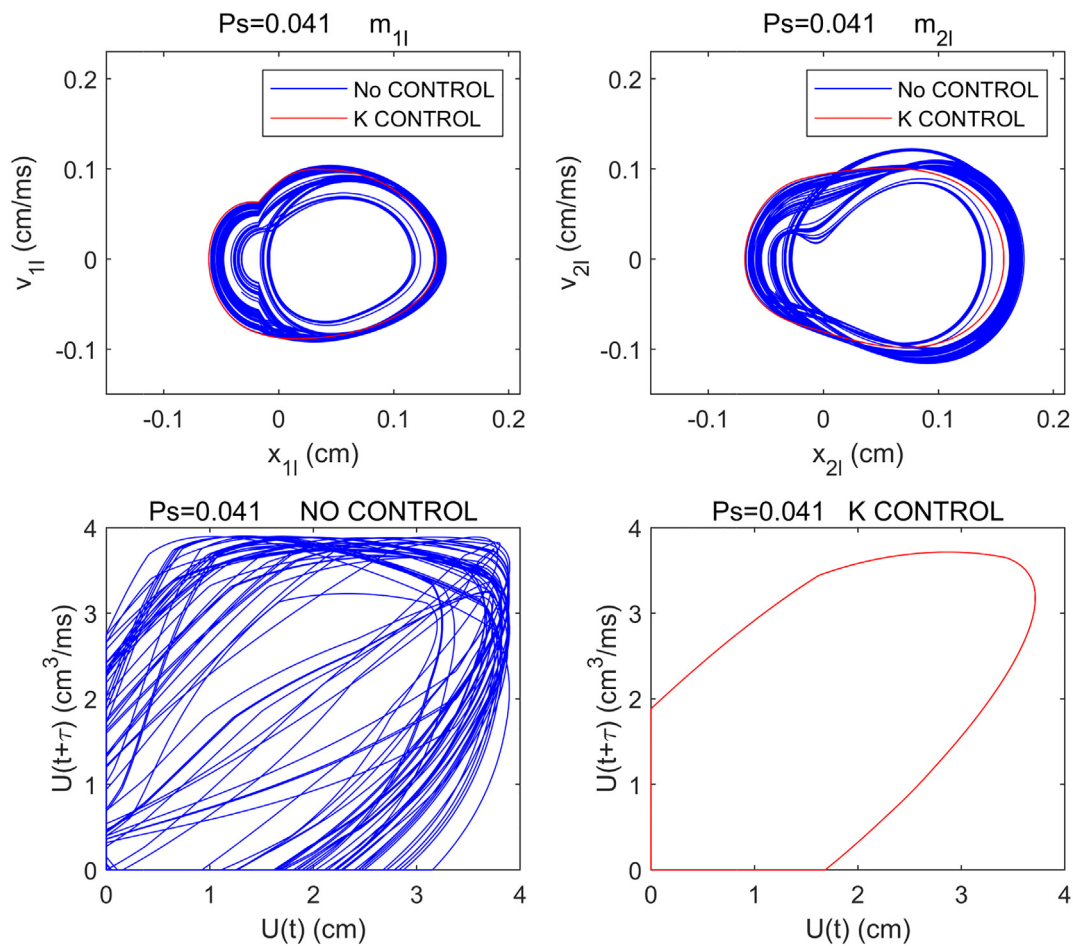 Ps=0.041 m1l
0.2
0.1
0
-0.1
v1l (cm/ms)
No CONTROL
K CONTROL
-0.1 0 0.1 0.2
x1l (cm)
Ps=0.041 m2l
0.2
0.1
0
-0.1
v2l (cm/ms)
No CONTROL
K CONTROL
-0.1 0 0.1 0.2
x2l (cm)
Ps=0.041 NO CONTROL
4
3
2
1
0
U(t+τ) (cm³/ms)
0 1 2 3 4
U(t) (cm)
Ps=0.041 K CONTROL
4
3
2
1
0
U(t+τ) (cm³/ms)
0 1 2 3 4
U(t) (cm)